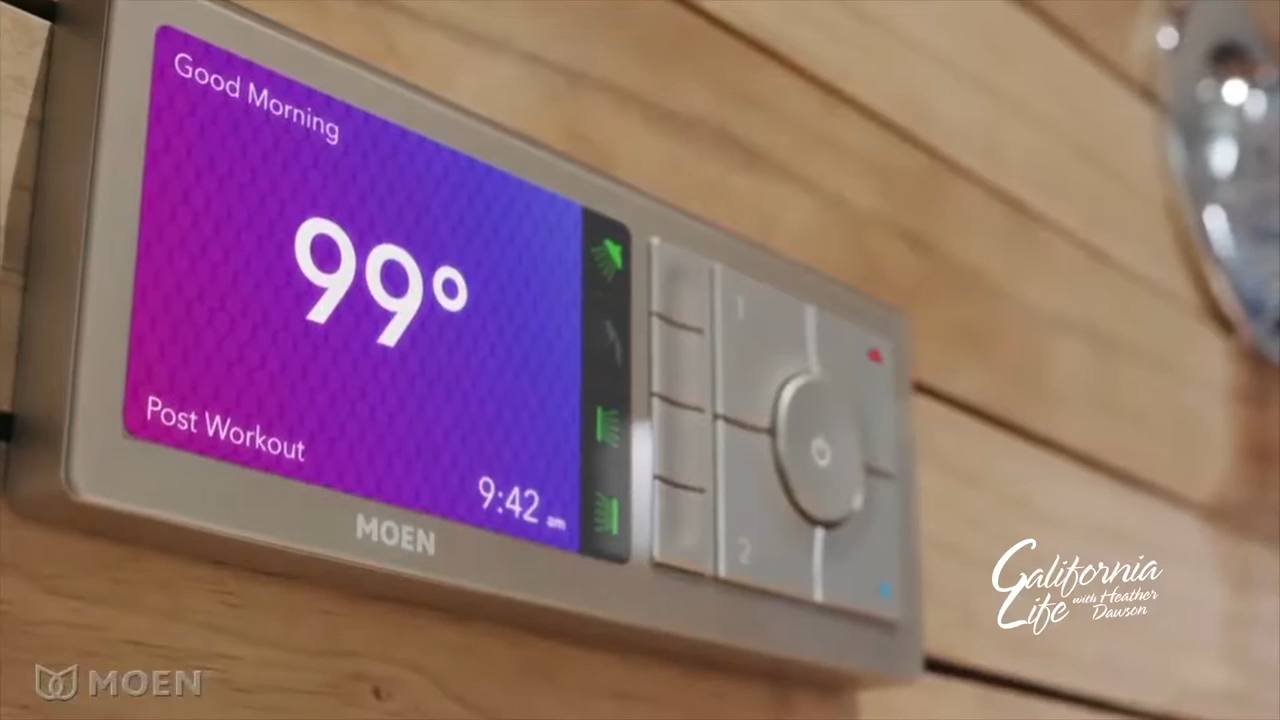 Good Morning
99°
Post Workout
9:42 am
MOEN
1
2
California
Life with Heather
Dawson
MOEN